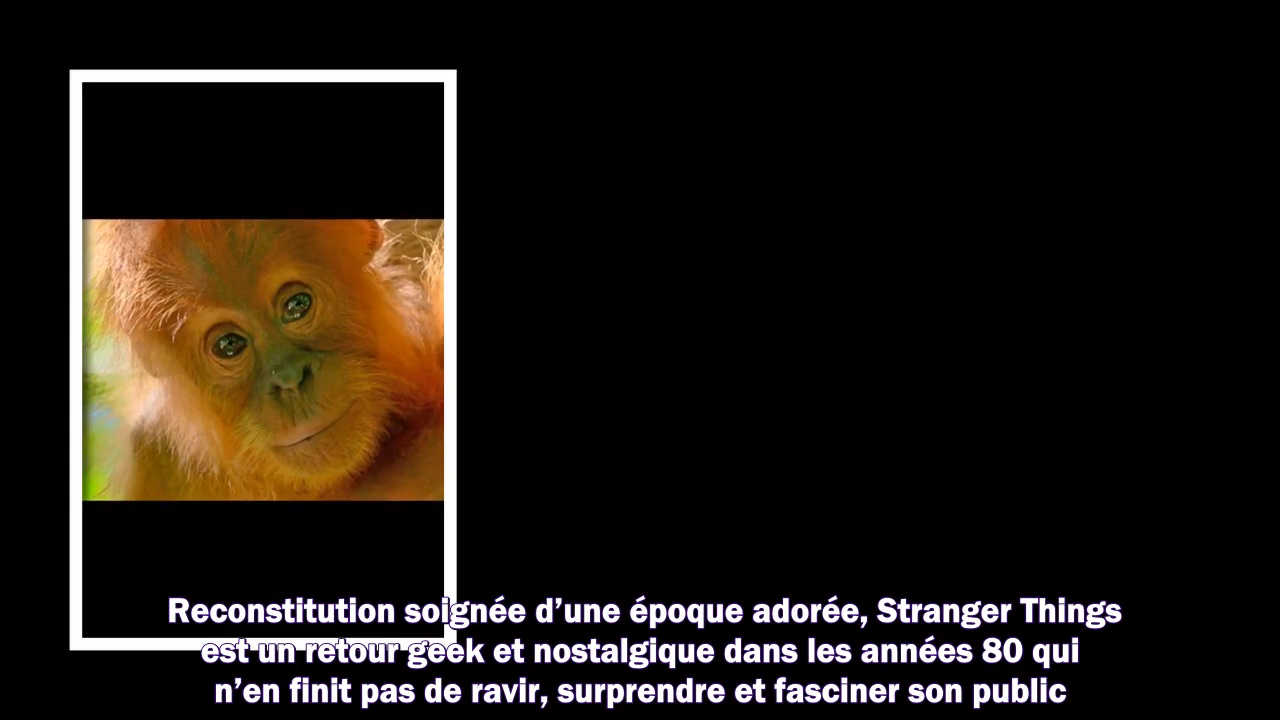 Reconstitution soignée d’une époque adorée, Stranger Things
est un retour geek et nostalgique dans les années 80 qui
n’en finit pas de ravir, surprendre et fasciner son public